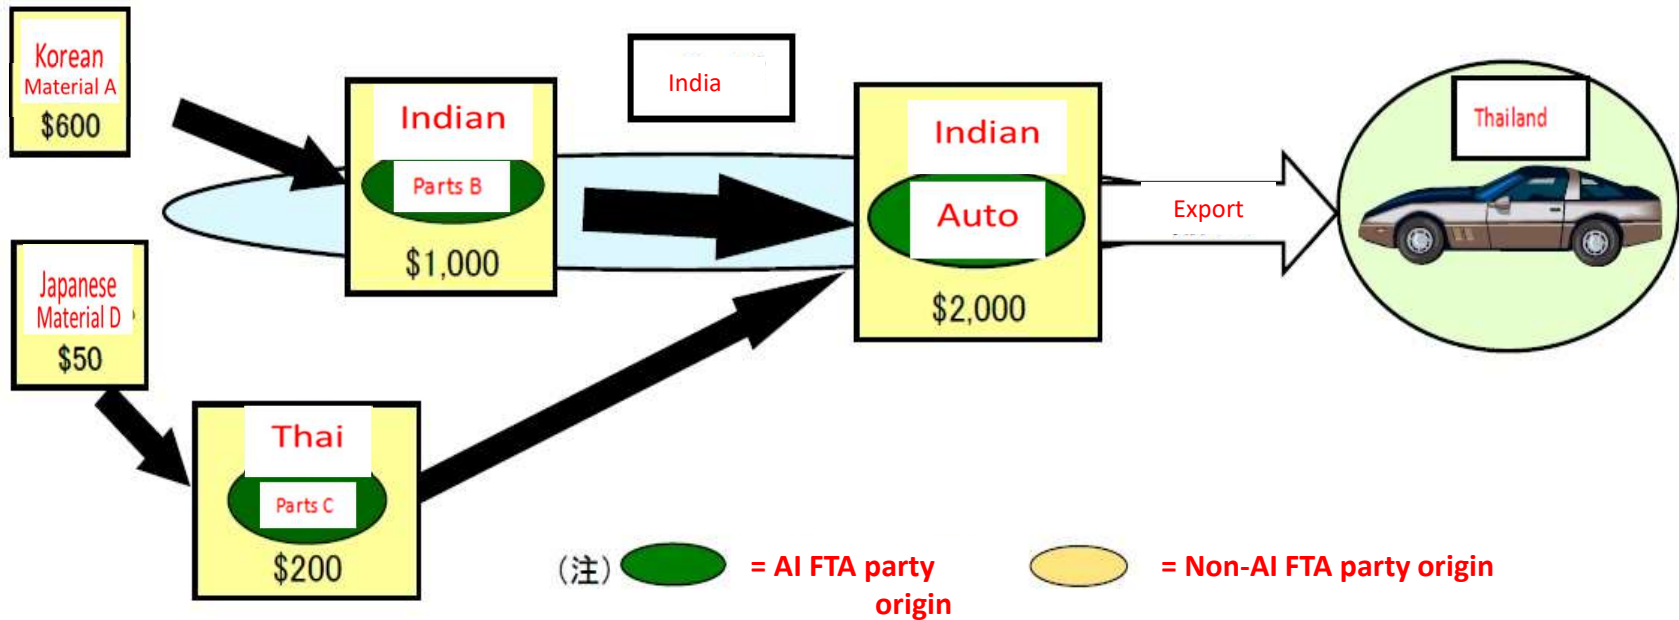 Korean
Material A
$600
Indian
Parts B
$1,000
India
Indian
Auto
$2,000
Export
Thailand
Japanese
Material D
$50
Thai
Parts C
$200
(注)
= AI FTA party
origin
= Non-AI FTA party origin